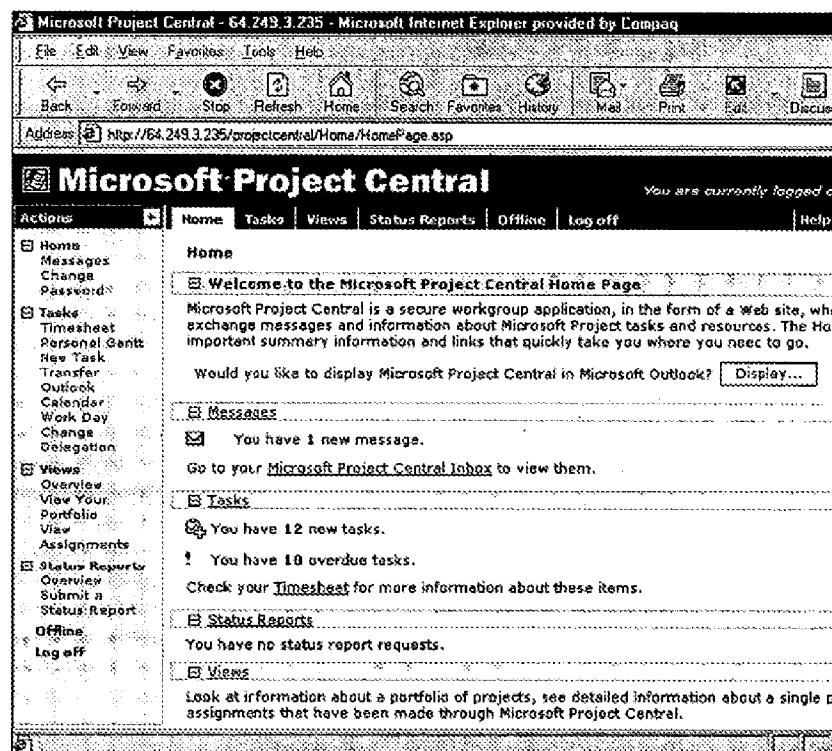 Microsoft Project Central - 64.249.3.235 - Microsoft Internet Explorer provided by Compaq
File Edit View Favorites Tools Help
Back Forward Stop Refresh Home Search Favorites History Mail Print Edit Discus
Address http://64.249.3.235/projectcentral/Home/HomePage.asp
Microsoft Project Central
You are currently logged o
Actions
Home Tasks Views Status Reports Offline Log off Help
Home
Messages
Change
Password
Tasks
Timesheet
Personal Gantt
New Task
Transfer
Outlook
Calendar
Work Day
Change
Delegation
Views
Overview
View Your
Portfolio
View
Assignments
Status Reports
Overview
Submit a
Status Report
Offline
Log off
Home
Welcome to the Microsoft Project Central Home Page
Microsoft Project Central is a secure workgroup application, in the form of a Web site, whe
exchange messages and information about Microsoft Project tasks and resources. The Ho
important summary information and links that quickly take you where you need to go.
Would you like to display Microsoft Project Central in Microsoft Outlook? Display...
Messages
You have 1 new message.
Go to your Microsoft Project Central Inbox to view them.
Tasks
You have 12 new tasks.
! You have 10 overdue tasks.
Check your Timesheet for more information about these items.
Status Reports
You have no status report requests.
Views
Look at information about a portfolio of projects, see detailed information about a single p
assignments that have been made through Microsoft Project Central.